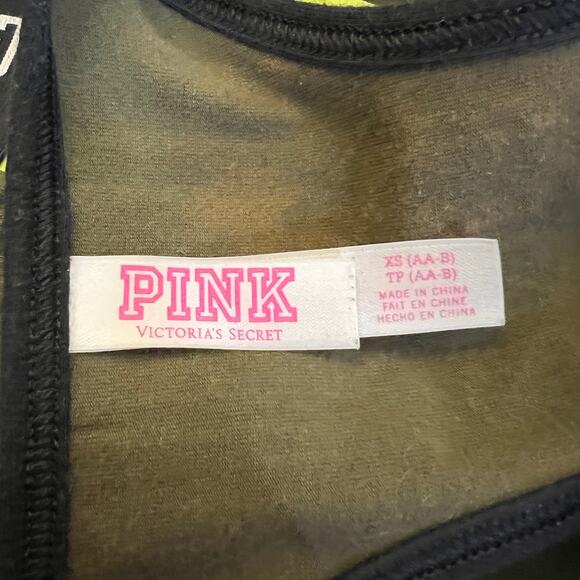 PINK
VICTORIA'S SECRET
XS (AA-B)
TP (AA-B)
MADE IN CHINA
FAIT EN CHINE
HECHO EN CHINA